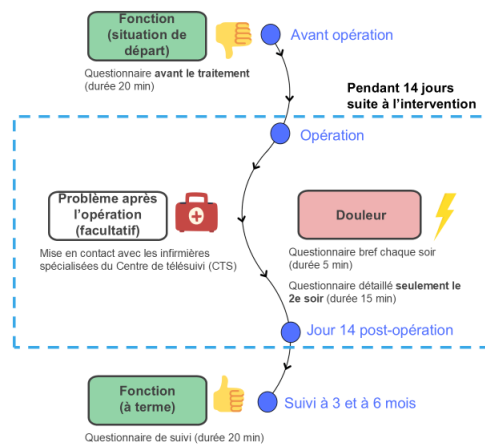 Fonction
(situation de
départ)
Avant opération
Questionnaire avant le traitement
(durée 20 min)
Pendant 14 jours
suite à l'intervention
Opération
Problème après
l'opération
(facultatif)
Douleur
Mise en contact avec les infirmières
spécialisées du Centre de télésuivi (CTS)
Questionnaire bref chaque soir
(durée 5 min)
Questionnaire détaillé seulement le
2e soir (durée 15 min)
Jour 14 post-opération
Fonction
(à terme)
Suivi à 3 et à 6 mois
Questionnaire de suivi (durée 20 min)